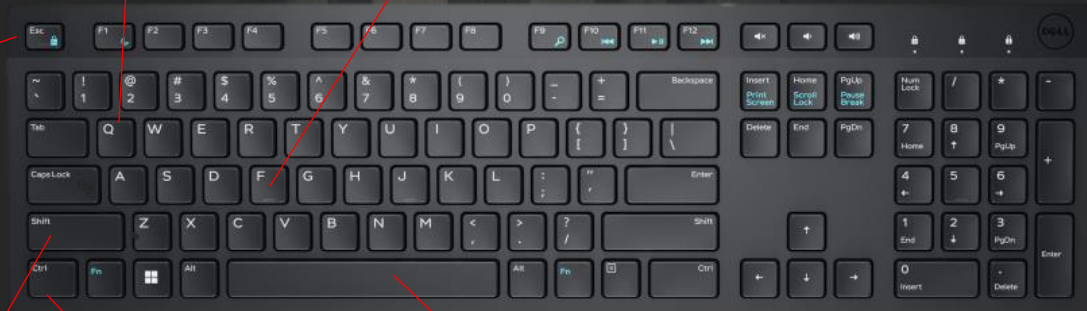 Esc F1 F2 F3 F4 F5 F6 F7 F8 F9 F10 F11 F12 DELL
~ ! @ # $ % ^ & * ( ) _ + Backspace Insert Home PgUp Num Lock / * -
` 1 2 3 4 5 6 7 8 9 0 - = Print Screen Scroll Lock Pause Break
Tab Q W E R T Y U I O P { } | Delete End PgDn 7 8 9 +
[ ] \ Home ↑ PgUp
Caps Lock A S D F G H J K L : " Enter 4 5 6
; ' ← →
Shift Z X C V B N M < > ? Shift ↑ 1 2 3
, . / End ↓ PgDn
Ctrl Fn Alt Alt Fn Ctrl ← ↓ → 0 . Enter
Insert Delete